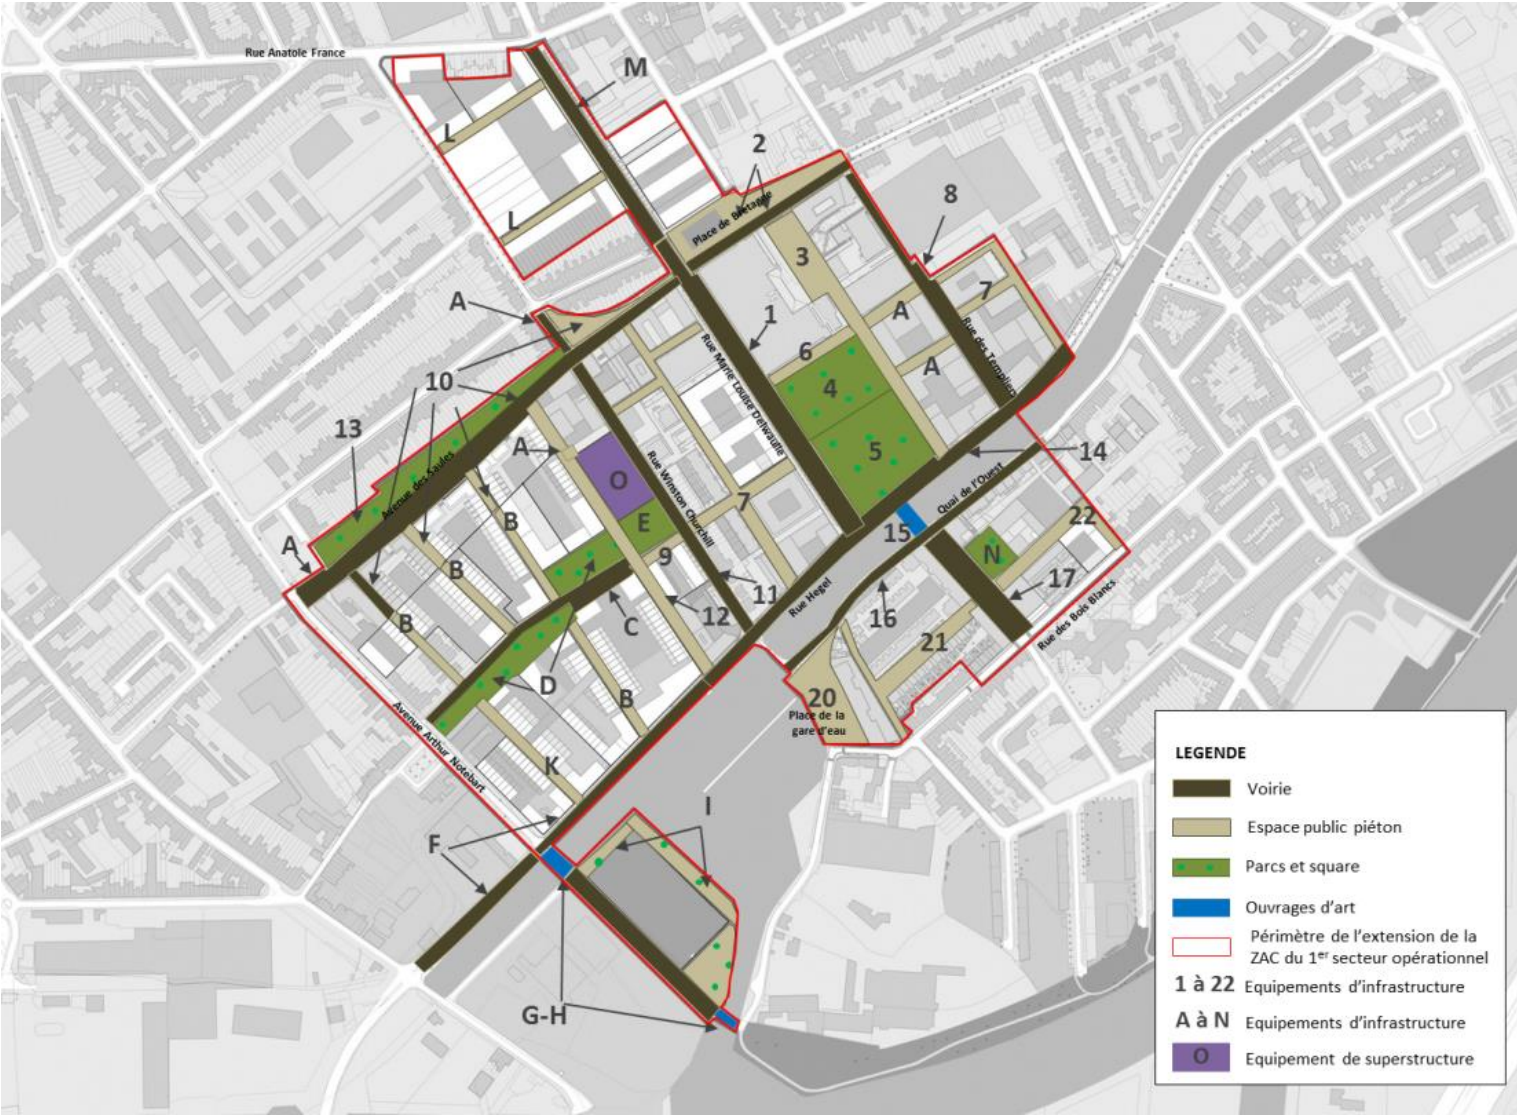 Rue Anatole France
M
L
2
8
L
Place de Bretagne
3
7
A
A
1
Rue des Templiers
6
A
10
4
Rue Marie Louise Delwaulte
13
5
14
A
Avenue des Saules
O
Rue Winston Churchill
Quai de l'Ouest
7
B
E
15
22
A
9
N
B
11
17
Rue Hegel
B
C
12
16
Rue des Bois Blancs
21
D
B
20
Place de la
gare d'eau
Avenue Arthur Notebart
K
I
F
G-H
LEGENDE
Voirie
Espace public piéton
Parcs et square
Ouvrages d'art
Périmètre de l'extension de la
ZAC du 1er secteur opérationnel
1 à 22 Equipements d'infrastructure
A à N Equipements d'infrastructure
O Equipement de superstructure